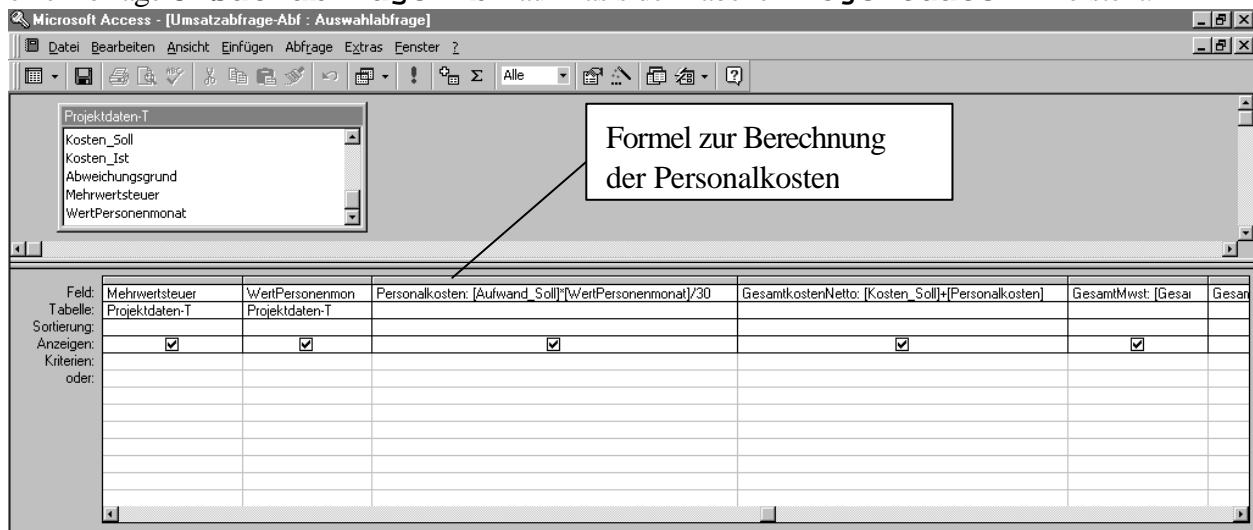 Microsoft Access - [Umsatzabfrage-Abf : Auswahlabfrage]
Datei Bearbeiten Ansicht Einfügen Abfrage Extras Fenster ?
Alle
Projektdaten-T
Kosten_Soll
Kosten_Ist
Abweichungsgrund
Mehrwertsteuer
WertPersonenmonat
Formel zur Berechnung
der Personalkosten
Feld: Mehrwertsteuer WertPersonenmon Personalkosten: [Aufwand_Soll]*[WertPersonenmonat]/30 GesamtkostenNetto: [Kosten_Soll]+[Personalkosten] GesamtMwst: [Gesar Gesan
Tabelle: Projektdaten-T Projektdaten-T
Sortierung:
Anzeigen:
Kriterien:
oder: